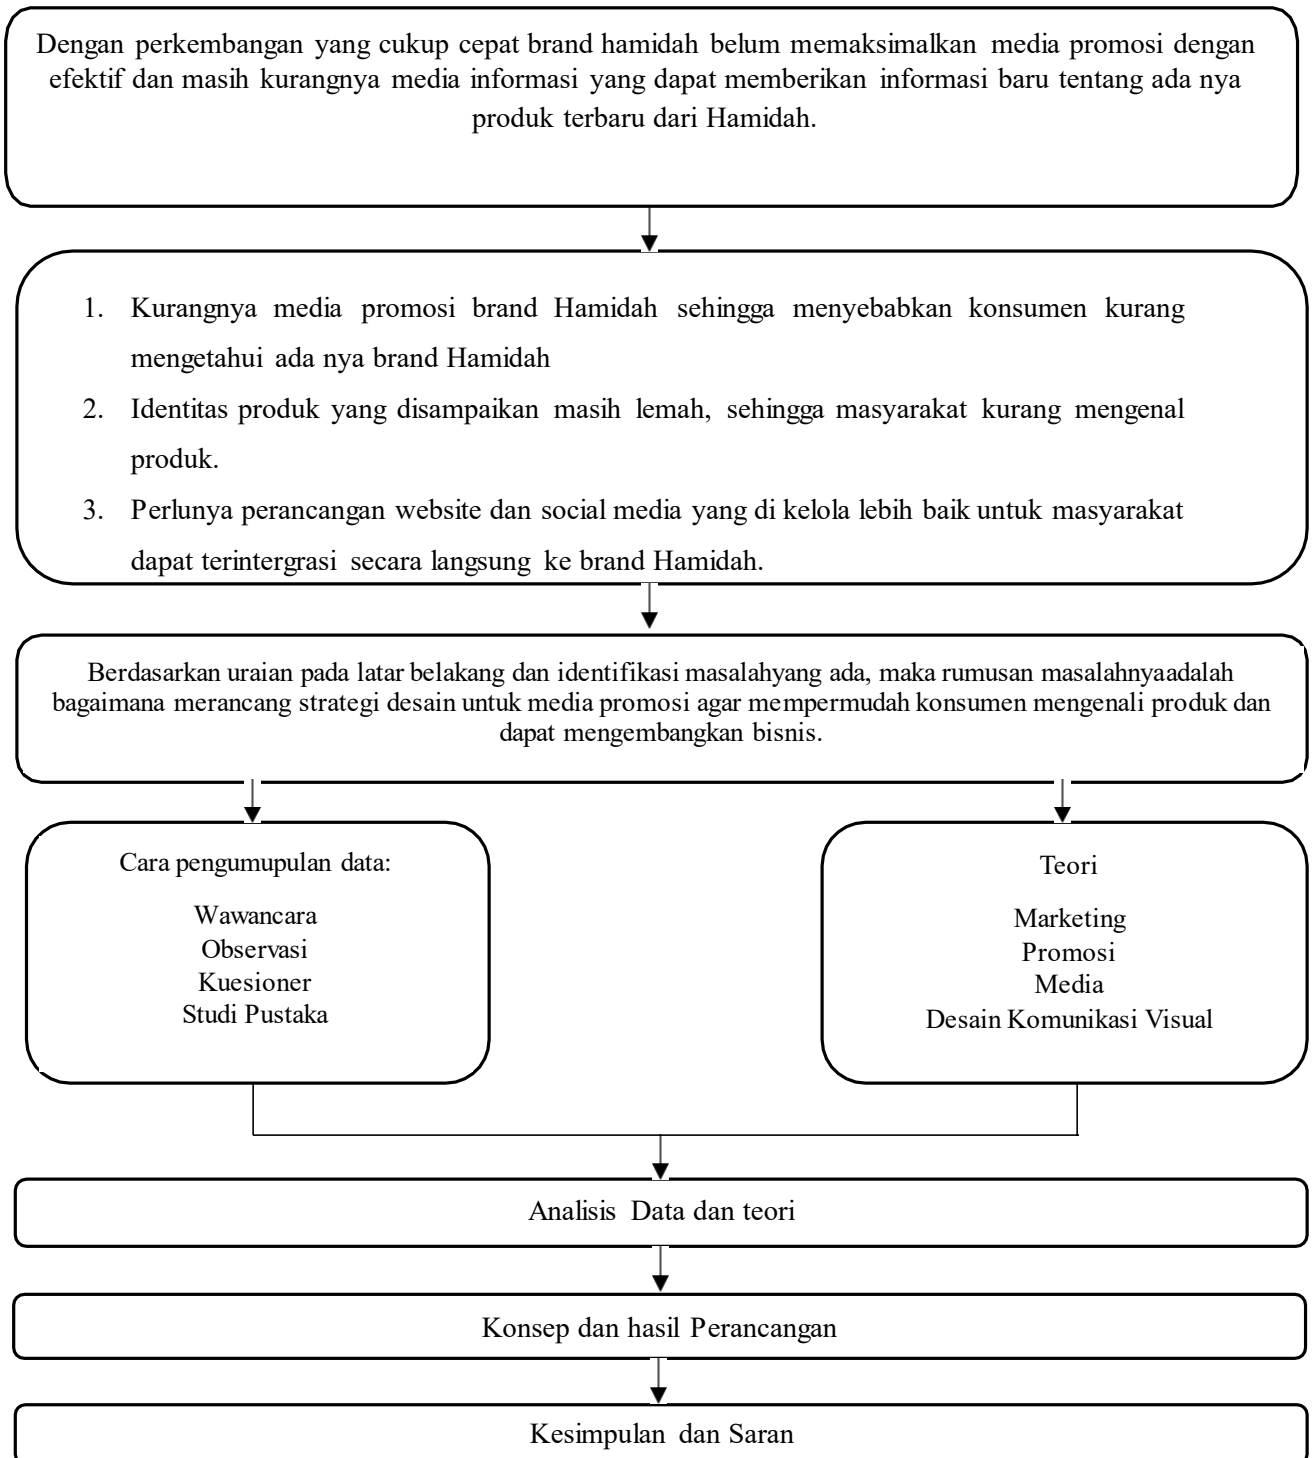 Dengan perkembangan yang cukup cepat brand hamidah belum memaksimalkan media promosi dengan
efektif dan masih kurangnya media informasi yang dapat memberikan informasi baru tentang ada nya
produk terbaru dari Hamidah.
1. Kurangnya media promosi brand Hamidah sehingga menyebabkan konsumen kurang
mengetahui ada nya brand Hamidah
2. Identitas produk yang disampaikan masih lemah, sehingga masyarakat kurang mengenal
produk.
3. Perlunya perancangan website dan social media yang di kelola lebih baik untuk masyarakat
dapat terintergrasi secara langsung ke brand Hamidah.
Berdasarkan uraian pada latar belakang dan identifikasi masalahyang ada, maka rumusan masalahnyaadalah
bagaimana merancang strategi desain untuk media promosi agar mempermudah konsumen mengenali produk dan
dapat mengembangkan bisnis.
Cara pengumupulan data:
Wawancara
Observasi
Kuesioner
Studi Pustaka
Teori
Marketing
Promosi
Media
Desain Komunikasi Visual
Analisis Data dan teori
Konsep dan hasil Perancangan
Kesimpulan dan Saran